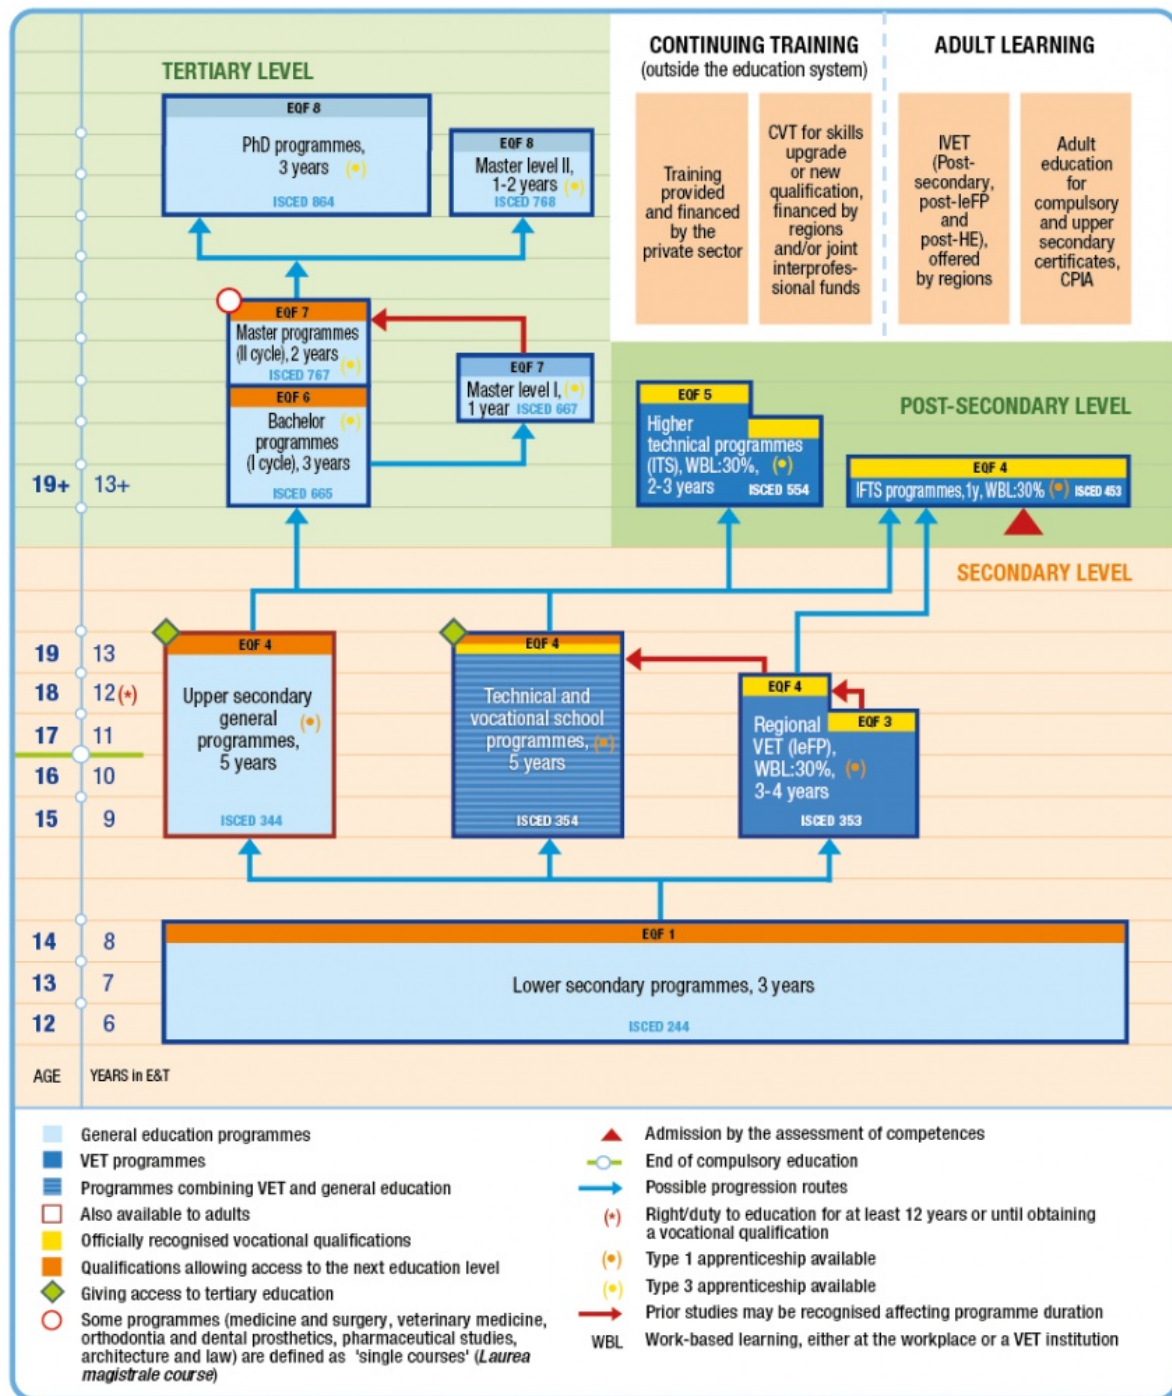 TERTIARY LEVEL
EQF 8
PhD programmes,
3 years (•)
ISCED 864
EQF 8
Master level II,
1-2 years (•)
ISCED 768
EQF 7
Master programmes
(II cycle), 2 years (•)
ISCED 767
EQF 6
Bachelor (•)
programmes
(I cycle), 3 years
ISCED 665
EQF 7
Master level I, (•)
1 year ISCED 667
CONTINUING TRAINING
(outside the education system)
Training
provided
and financed
by the
private sector
CVT for skills
upgrade
or new
qualification,
financed by
regions
and/or joint
interprofes-
sional funds
ADULT LEARNING
IVET
(Post-
secondary,
post-IeFP
and
post-HE),
offered
by regions
Adult
education
for
compulsory
and upper
secondary
certificates,
CPIA
POST-SECONDARY LEVEL
EQF 5
Higher
technical programmes
(ITS), WBL:30%, (•)
2-3 years
ISCED 554
EQF 4
IFTS programmes,1y, WBL:30% (•) ISCED 453
SECONDARY LEVEL
EQF 4
Upper secondary
general
programmes, (•)
5 years
ISCED 344
EQF 4
Technical and
vocational school
programmes, (•)
5 years
ISCED 354
EQF 4
EQF 3
Regional
VET (IeFP),
WBL:30%, (•)
3-4 years
ISCED 353
EQF 1
Lower secondary programmes, 3 years
ISCED 244
19+ 13+
19 13
18 12 (*)
17 11
16 10
15 9
14 8
13 7
12 6
AGE YEARS in E&T
General education programmes
VET programmes
Programmes combining VET and general education
Also available to adults
Officially recognised vocational qualifications
Qualifications allowing access to the next education level
Giving access to tertiary education
Some programmes (medicine and surgery, veterinary medicine,
orthodontia and dental prosthetics, pharmaceutical studies,
architecture and law) are defined as 'single courses' (Laurea
magistrale course)
Admission by the assessment of competences
End of compulsory education
Possible progression routes
(*) Right/duty to education for at least 12 years or until obtaining
a vocational qualification
(•) Type 1 apprenticeship available
(•) Type 3 apprenticeship available
Prior studies may be recognised affecting programme duration
WBL Work-based learning, either at the workplace or a VET institution